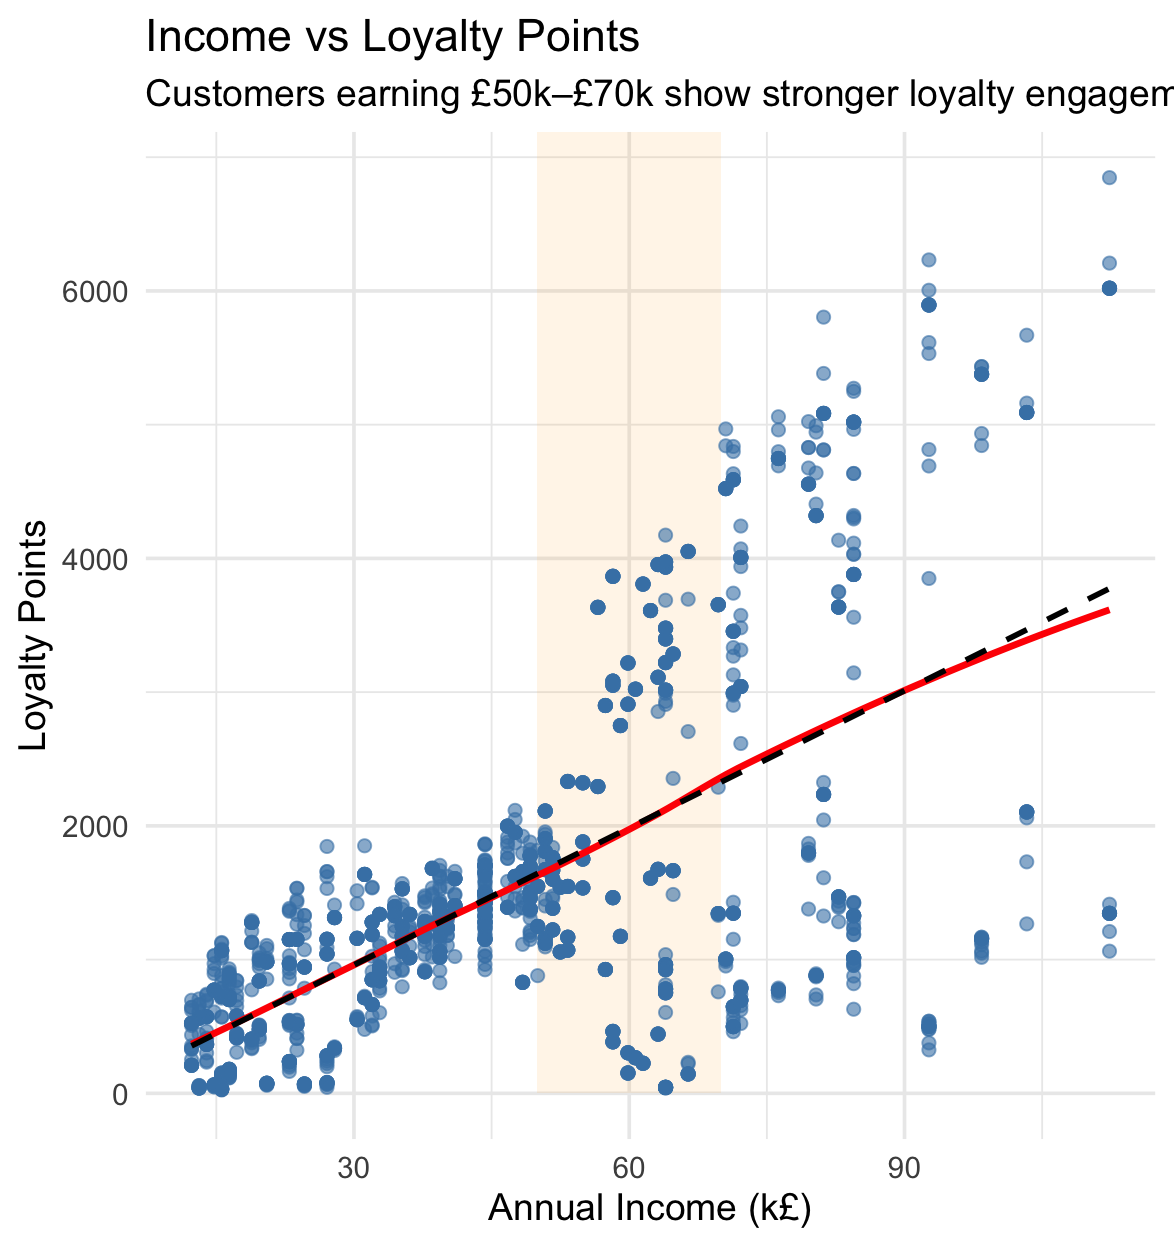 Income vs Loyalty Points
Customers earning £50k–£70k show stronger loyalty engagem
6000
4000
2000
0
Loyalty Points
30 60 90
Annual Income (k£)